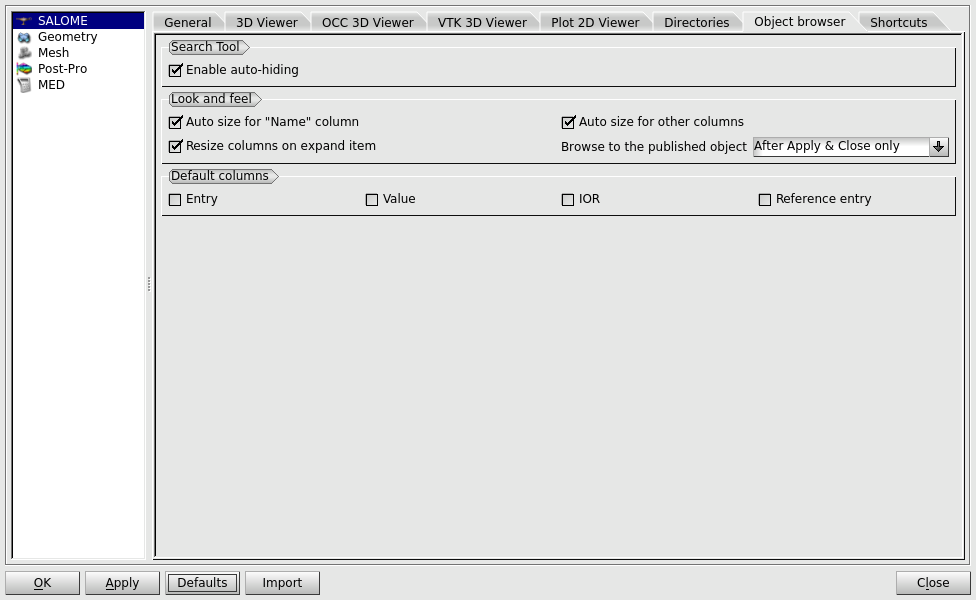 SALOME
Geometry
Mesh
Post-Pro
MED
General 3D Viewer OCC 3D Viewer VTK 3D Viewer Plot 2D Viewer Directories Object browser Shortcuts
Search Tool
Enable auto-hiding
Look and feel
Auto size for "Name" column Auto size for other columns
Resize columns on expand item Browse to the published object After Apply & Close only
Default columns
Entry Value IOR Reference entry
OK Apply Defaults Import Close